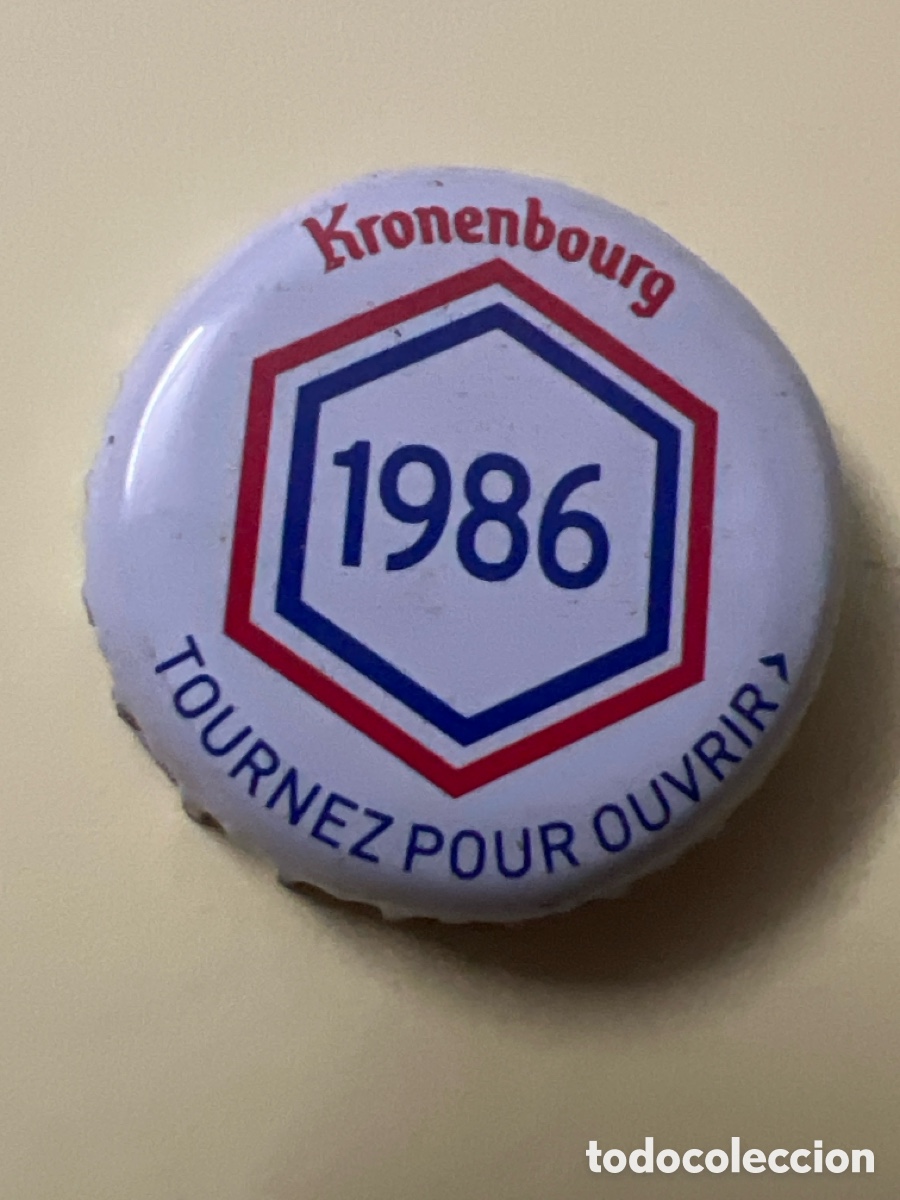 Kronenbourg
1986
TOURNEZ POUR OUVRIR ›
todocoleccion